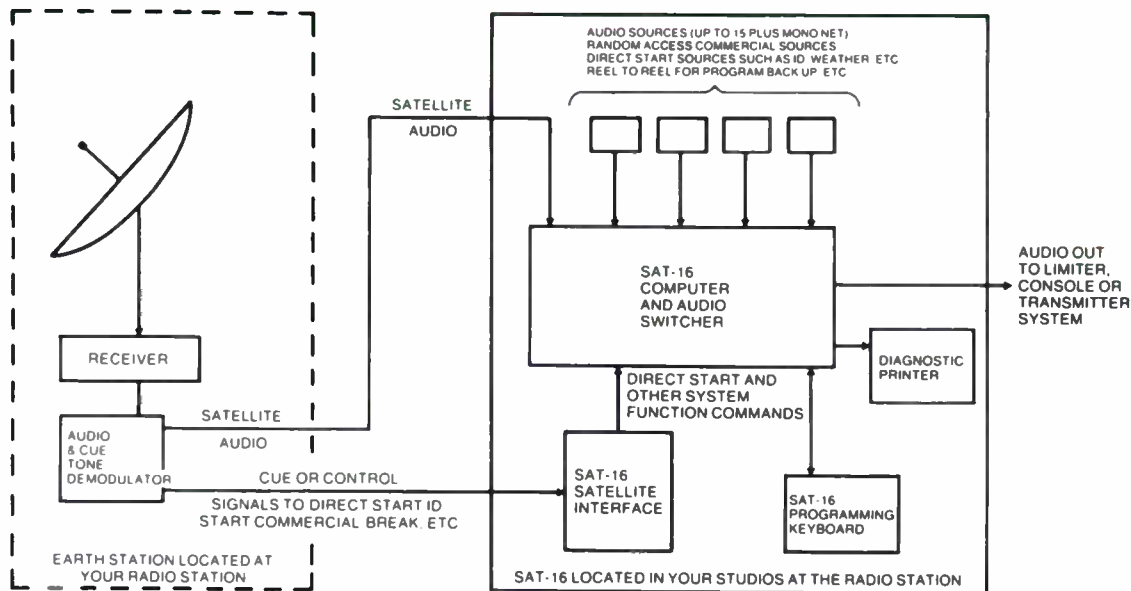 AUDIO SOURCES (UP TO 15 PLUS MONO NET)
RANDOM ACCESS COMMERCIAL SOURCES
DIRECT START SOURCES SUCH AS ID WEATHER ETC
REEL TO REEL FOR PROGRAM BACK UP ETC
SATELLITE
AUDIO
SAT-16
COMPUTER
AND AUDIO
SWITCHER
AUDIO OUT
TO LIMITER,
CONSOLE OR
TRANSMITTER
SYSTEM
RECEIVER
DIAGNOSTIC
PRINTER
DIRECT START AND
OTHER SYSTEM
FUNCTION COMMANDS
AUDIO
& CUE
TONE
DEMODULATOR
SATELLITE
AUDIO
CUE OR CONTROL
SIGNALS TO DIRECT START ID
START COMMERCIAL BREAK, ETC
SAT-16
SATELLITE
INTERFACE
SAT-16
PROGRAMMING
KEYBOARD
EARTH STATION LOCATED AT
YOUR RADIO STATION
SAT-16 LOCATED IN YOUR STUDIOS AT THE RADIO STATION